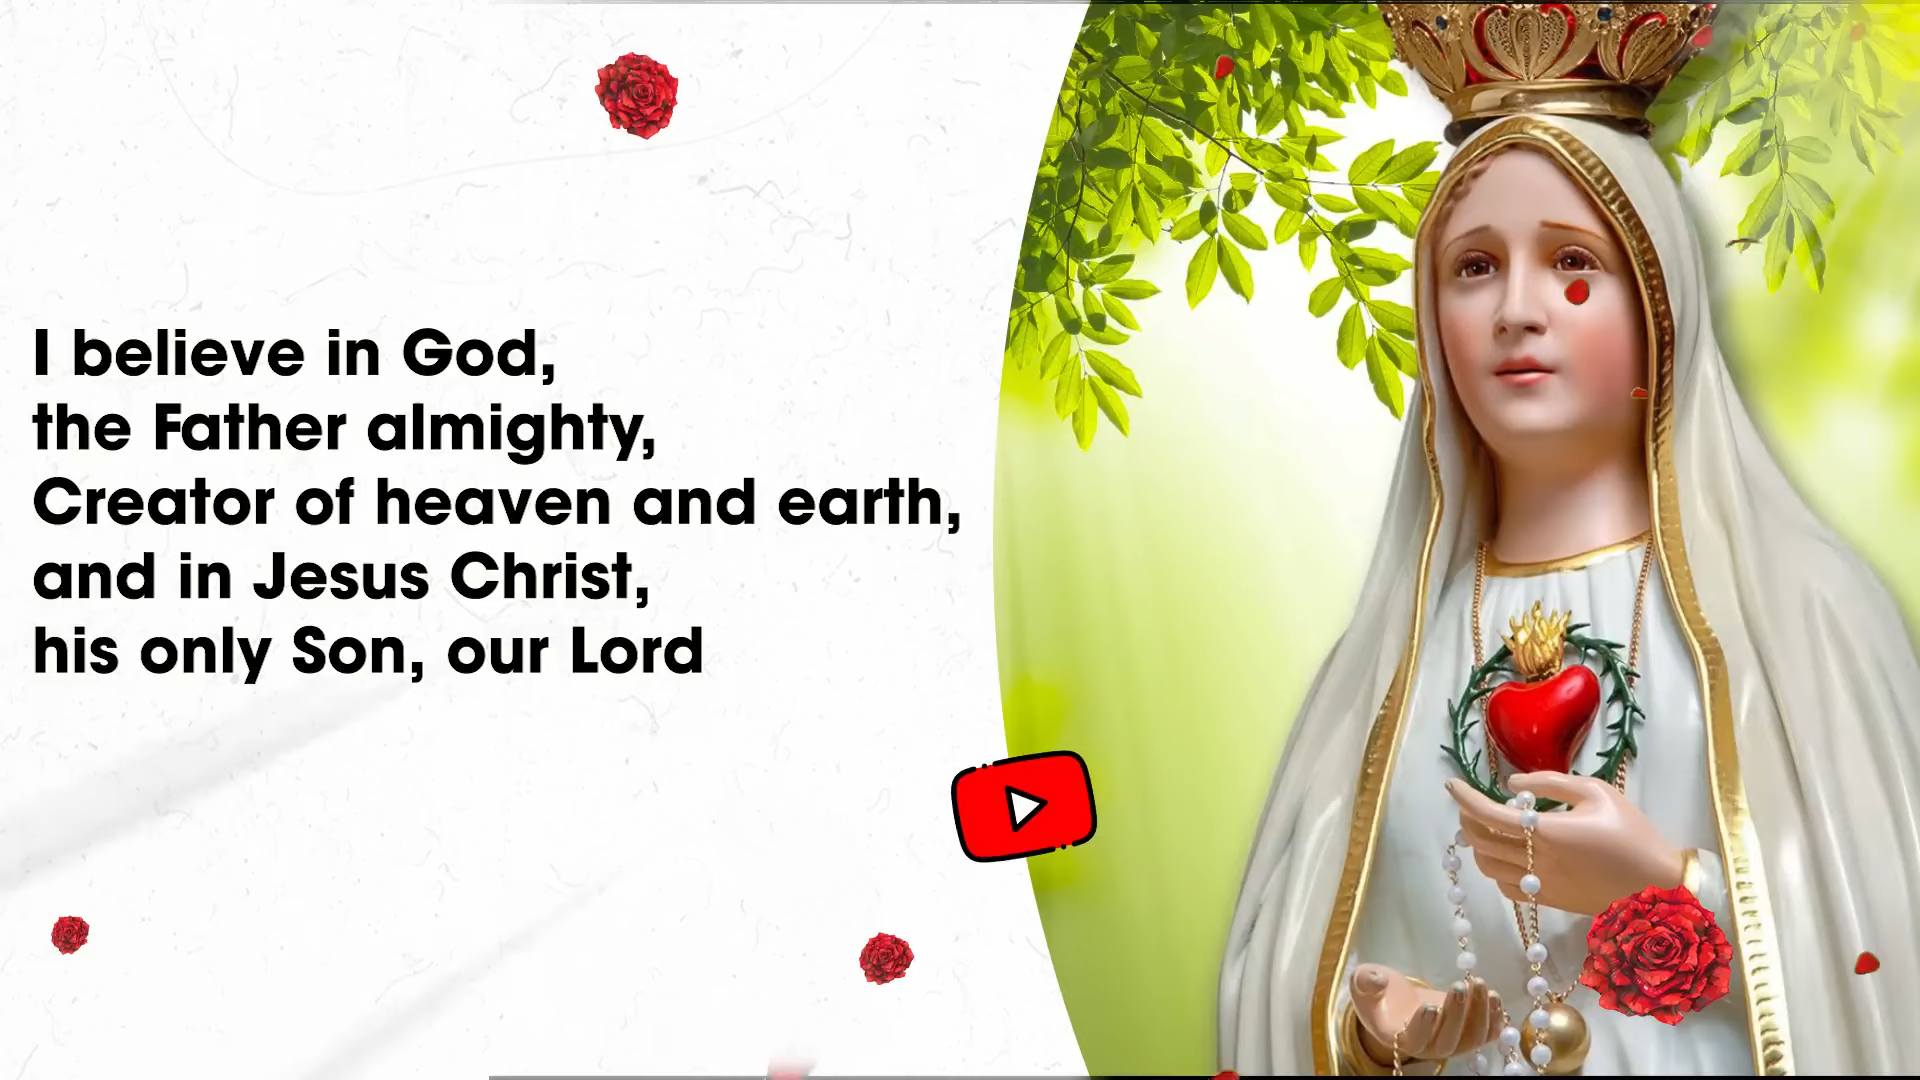 I believe in God,
the Father almighty,
Creator of heaven and earth,
and in Jesus Christ,
his only Son, our Lord